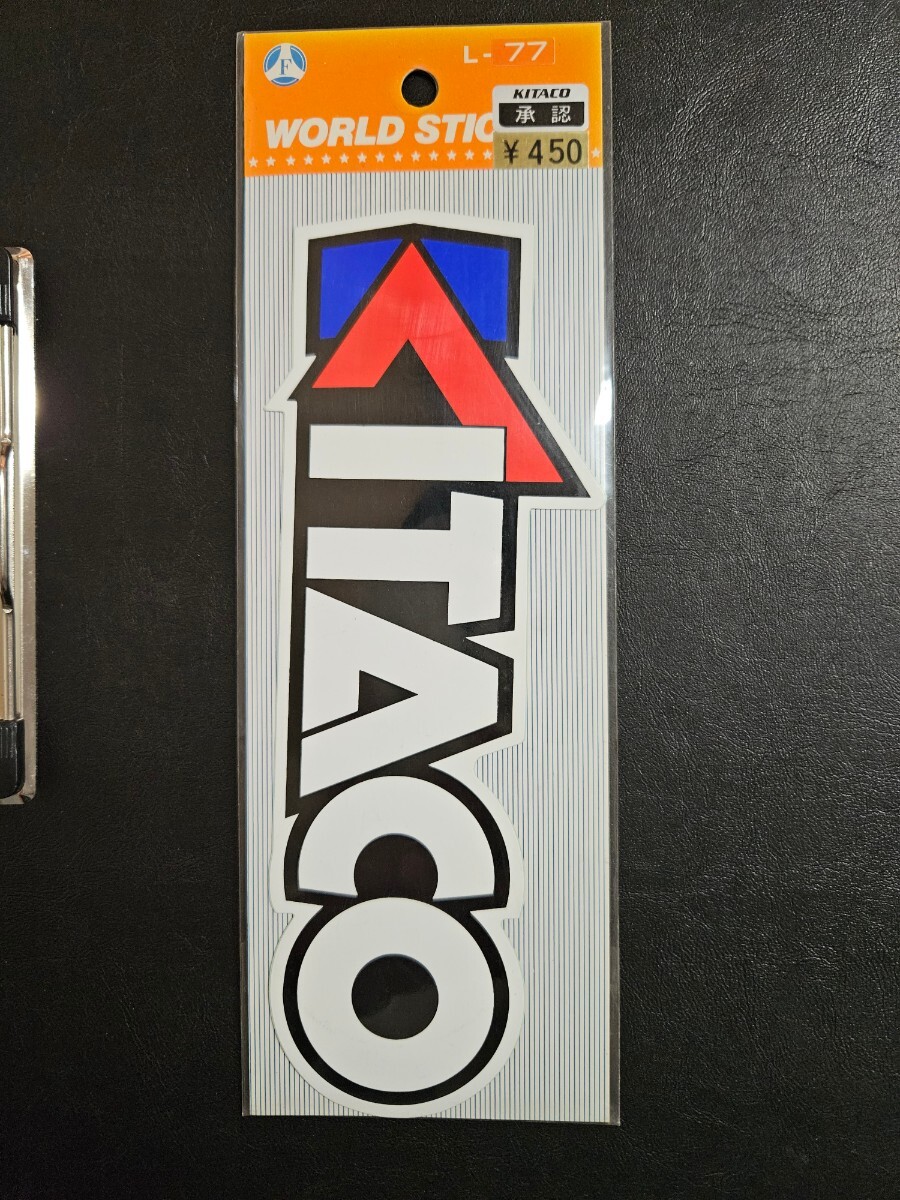 F
L-77
KITACO
承認
WORLD STIC
¥450
KITACO